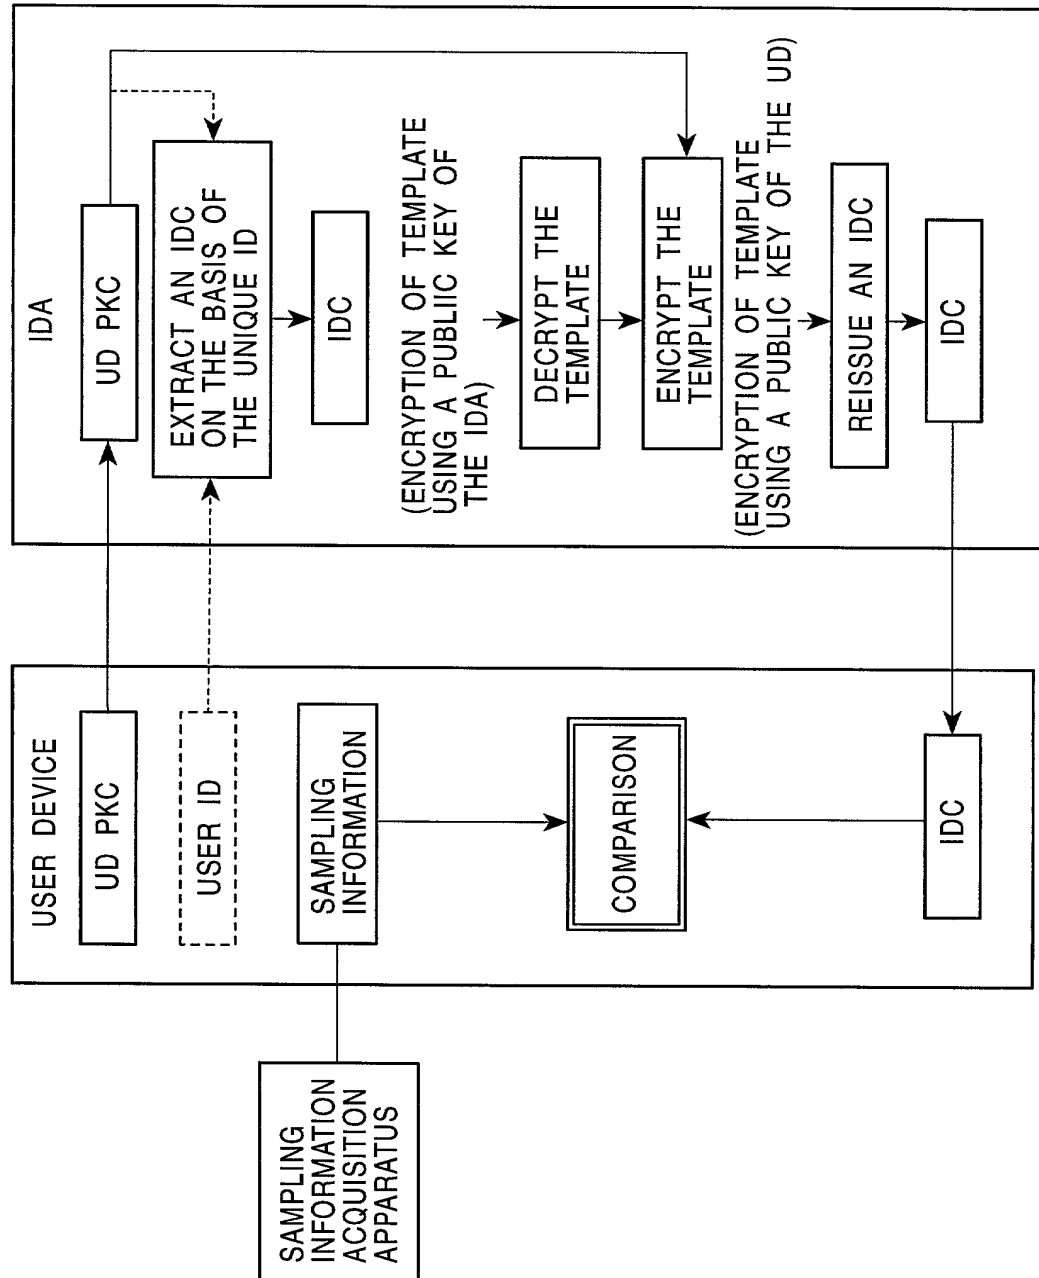 SAMPLING
INFORMATION
ACQUISITION
APPARATUS
USER DEVICE
UD PKC
USER ID
SAMPLING
INFORMATION
COMPARISON
IDC
IDA
UD PKC
EXTRACT AN IDC
ON THE BASIS OF
THE UNIQUE ID
IDC
(ENCRYPTION OF TEMPLATE
USING A PUBLIIC KEY OF
THE IDA)
DECRYPT THE
TEMPLATE
ENCRYPT THE
TEMPLATE
(ENCRYPTION OF TEMPLATE
USING A PUBLIC KEY OF THE UD)
REISSUE AN IDC
IDC